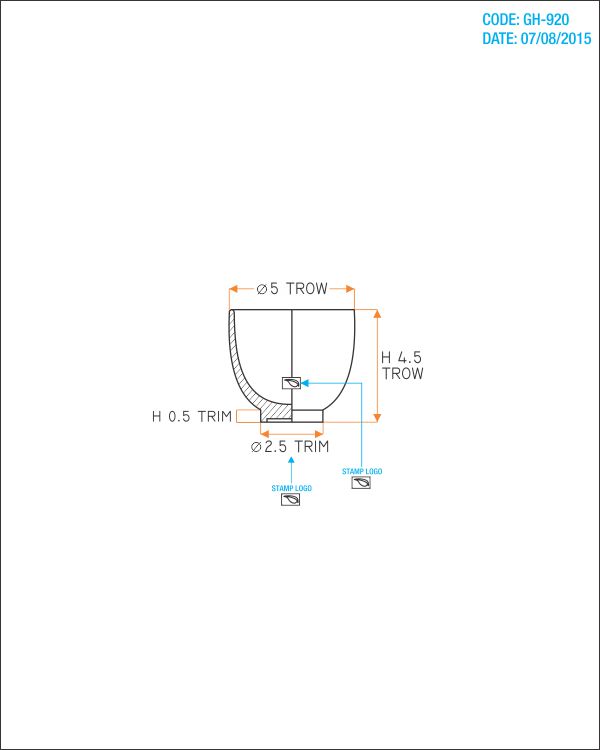 CODE: GH-920
DATE: 07/08/2015
⌀5 TROW
H 4.5
TROW
H 0.5 TRIM
⌀2.5 TRIM
STAMP LOGO
STAMP LOGO